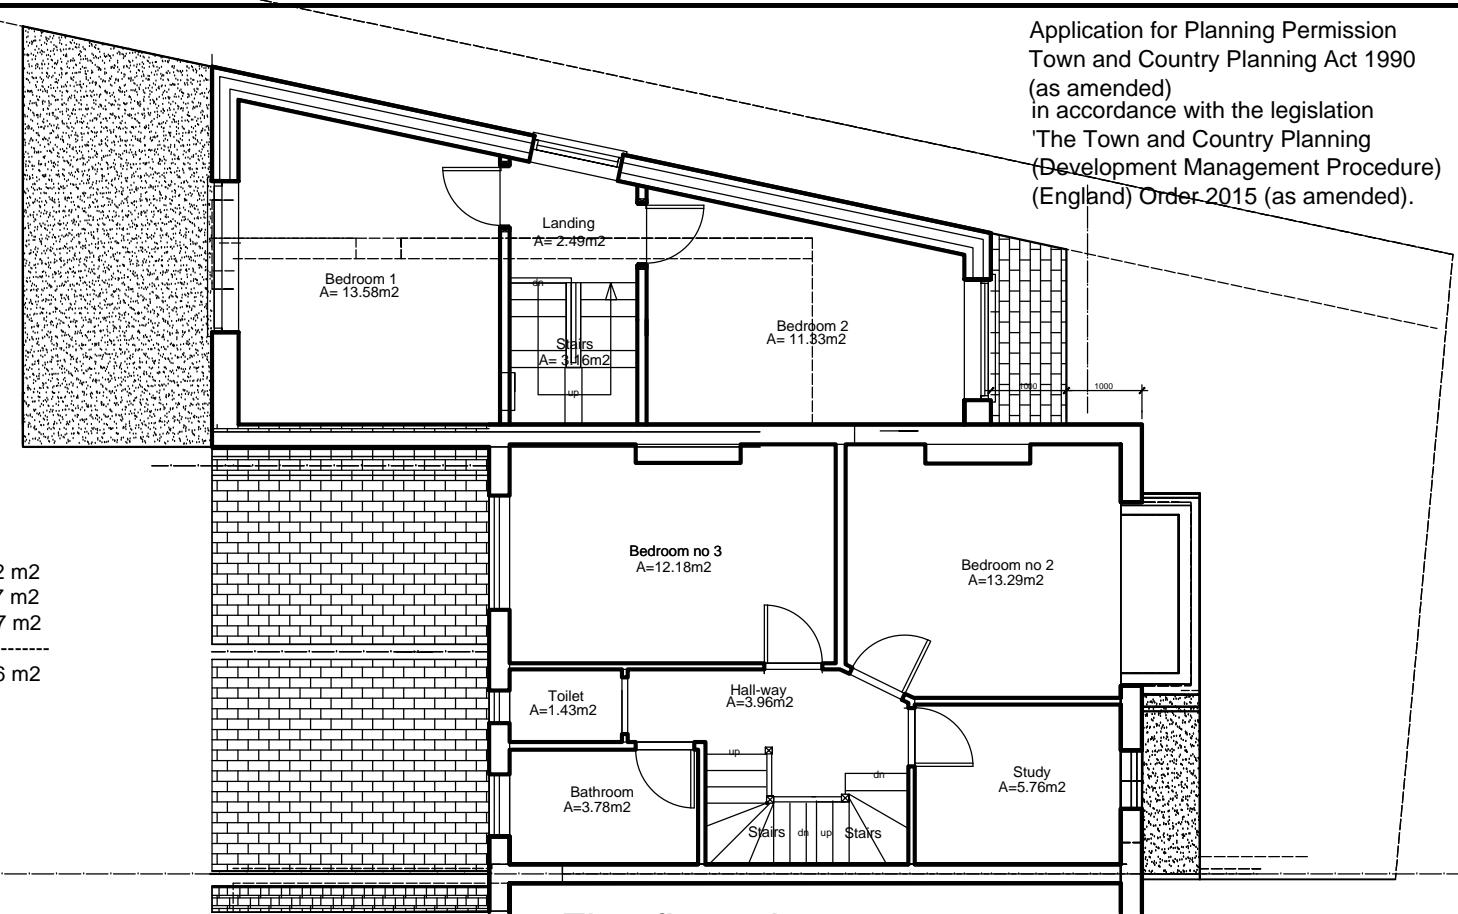 Application for Planning Permission
Town and Country Planning Act 1990
(as amended)
in accordance with the legislation
'The Town and Country Planning
(Development Management Procedure)
(England) Order 2015 (as amended).
Landing
A= 2.49m2
Bedroom 1
A= 13.58m2
dn
Stairs
A= 3.16m2
up
Bedroom 2
A= 11.33m2
1000
1000
Bedroom no 3
A=12.18m2
Bedroom no 2
A=13.29m2
2 m2
7 m2
7 m2
--------
6 m2
Toilet
A=1.43m2
Hall-way
A=3.96m2
up
dn
Bathroom
A=3.78m2
Study
A=5.76m2
Stairs dn up Stairs